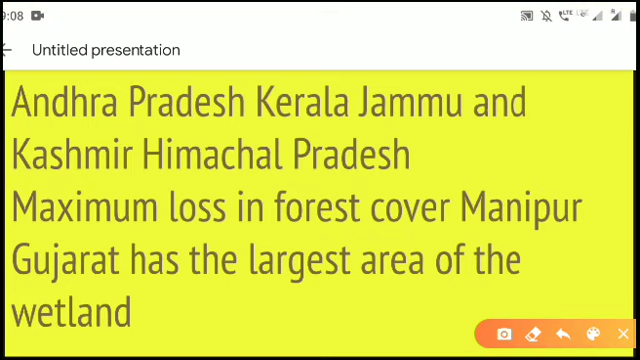 9:08
Untitled presentation
Andhra Pradesh Kerala Jammu and
Kashmir Himachal Pradesh
Maximum loss in forest cover Manipur
Gujarat has the largest area of the
wetland